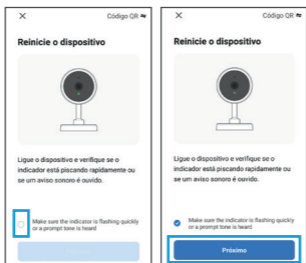 Código QR
Reinicie o dispositivo
Ligue o dispositivo e verifique se o
indicador está piscando rapidamente ou
se um aviso sonoro é ouvido.
Make sure the indicator is flashing quickly
or a prompt tone is heard
Código QR
Reinicie o dispositivo
Ligue o dispositivo e verifique se o
indicador está piscando rapidamente ou
se um aviso sonoro é ouvido.
Make sure the indicator is flashing quickly
or a prompt tone is heard
Próximo